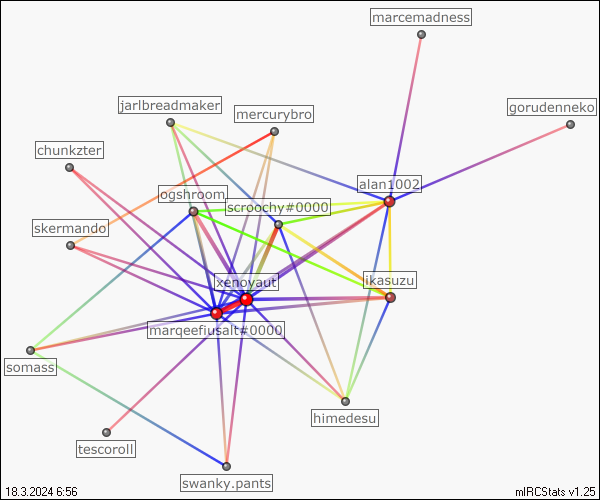 marcemadness
jarlbreadmaker
gorudenneko
mercurybro
chunkzter
alan1002
ogshroom
scroochy#0000
skermando
xenoyaut
ikasuzu
marqeefiusalt#0000
somass
himedesu
tescoroll
swanky.pants
18.3.2024 6:56
mIRCStats v1.25